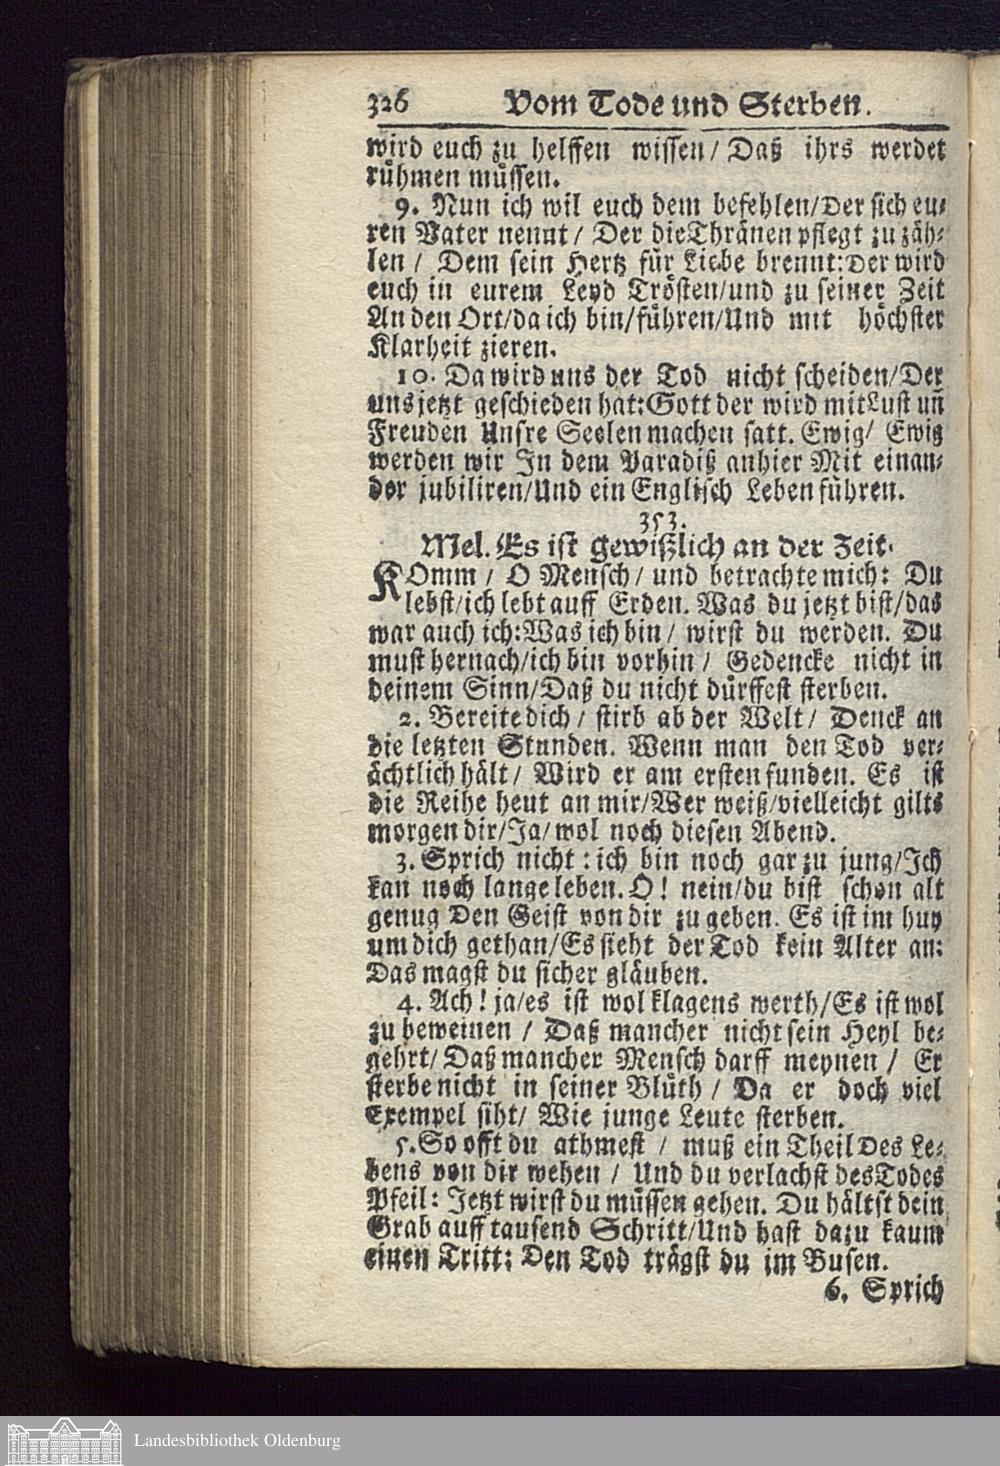 326 Vom Tode und Sterben.
wird euch zu helffen wissen/ Daß ihrs werdet
rühmen müssen.
9. Nun ich wil euch dem befehlen/Der sich eu-
ren Vater nennt/ Der die Thränen pflegt zu zäh-
len / Dem sein Hertz für Liebe brennt: Der wird
euch in eurem Leyd Trösten/und zu seiner Zeit
An den Ort/da ich bin/führen/Und mit höchster
Klarheit zieren.
10. Da wird uns der Tod nicht scheiden/Der
uns jetzt geschieden hat: Gott der wird mit Lust uñ
Freuden Unsre Seelen machen satt. Ewig/ Ewig
werden wir In dem Paradiß anhier Mit einan-
der jubiliren/Und ein Englisch Leben führen.
353.
Mel. Es ist gewißlich an der Zeit.
KOmm / O Mensch/ und betrachte mich: Du
lebst/ich lebt auff Erden. Was du jetzt bist/das
war auch ich: Was ich bin/ wirst du werden. Du
must hernach/ich bin vorhin / Gedencke nicht in
deinem Sinn/Daß du nicht dürffest sterben.
2. Bereite dich / stirb ab der Welt/ Denck an
die letzten Stunden. Wenn man den Tod ver-
ächtlich hält/ Wird er am ersten funden. Es ist
die Reihe heut an mir/Wer weiß/vielleicht gilts
morgen dir/Ja/ wol noch diesen Abend.
3. Sprich nicht: ich bin noch gar zu jung/Ich
kan noch lange leben. O! nein/du bist schon alt
genug Den Geist von dir zu geben. Es ist im huy
um dich gethan/Es sieht der Tod kein Alter an:
Das magst du sicher gläuben.
4. Ach! ja/es ist wol klagens werth/Es ist wol
zu beweinen / Daß mancher nicht sein Heyl be-
gehrt/ Daß mancher Mensch darff meynen / Er
sterbe nicht in seiner Blüth / Da er doch viel
Exempel siht/ Wie junge Leute sterben.
5. So offt du athmest / muß ein Theil Des Le-
bens von dir wehen / Und du verlachst des Todes
Pfeil: Jetzt wirst du müssen gehen. Du hältst dein
Grab auff tausend Schritt/Und hast dazu kaum
einen Tritt: Den Tod trägst du im Busen.
6. Sprich
Landesbibliothek Oldenburg